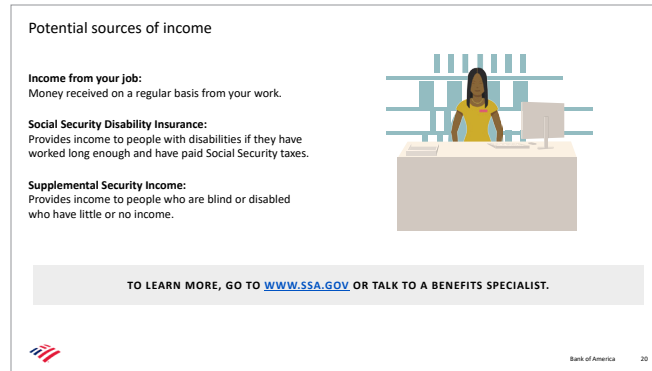 Potential sources of income
Income from your job:
Money received on a regular basis from your work.
Social Security Disability Insurance:
Provides income to people with disabilities if they have
worked long enough and have paid Social Security taxes.
Supplemental Security Income:
Provides income to people who are blind or disabled
who have little or no income.
TO LEARN MORE, GO TO WWW.SSA.GOV OR TALK TO A BENEFITS SPECIALIST.
Bank of America 20